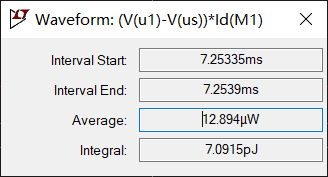 Waveform: (V(u1)-V(us))*Id(M1)
Interval Start: 7.25335ms
Interval End: 7.2539ms
Average: 12.894µW
Integral: 7.0915pJ